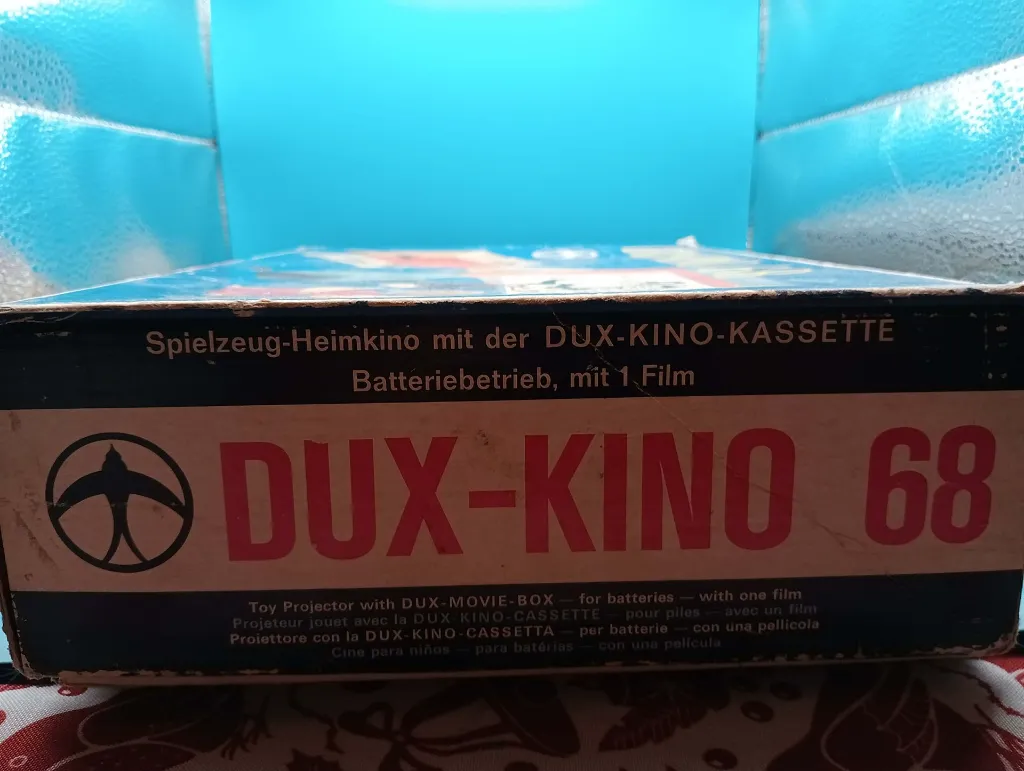 Spielzeug-Heimkino mit der DUX-KINO-KASSETTE
Batteriebetrieb, mit 1 Film
DUX-KINO 68
Toy Projector with DUX-MOVIE-BOX — for batteries — with one film
Projeteur jouet avec la DUX KINO-CASSETTE — pour piles — avec un film
Proiettore con la DUX-KINO-CASSETTA — per batterie — con una pellicola
Cine para niños — para batérias — con una pelicula